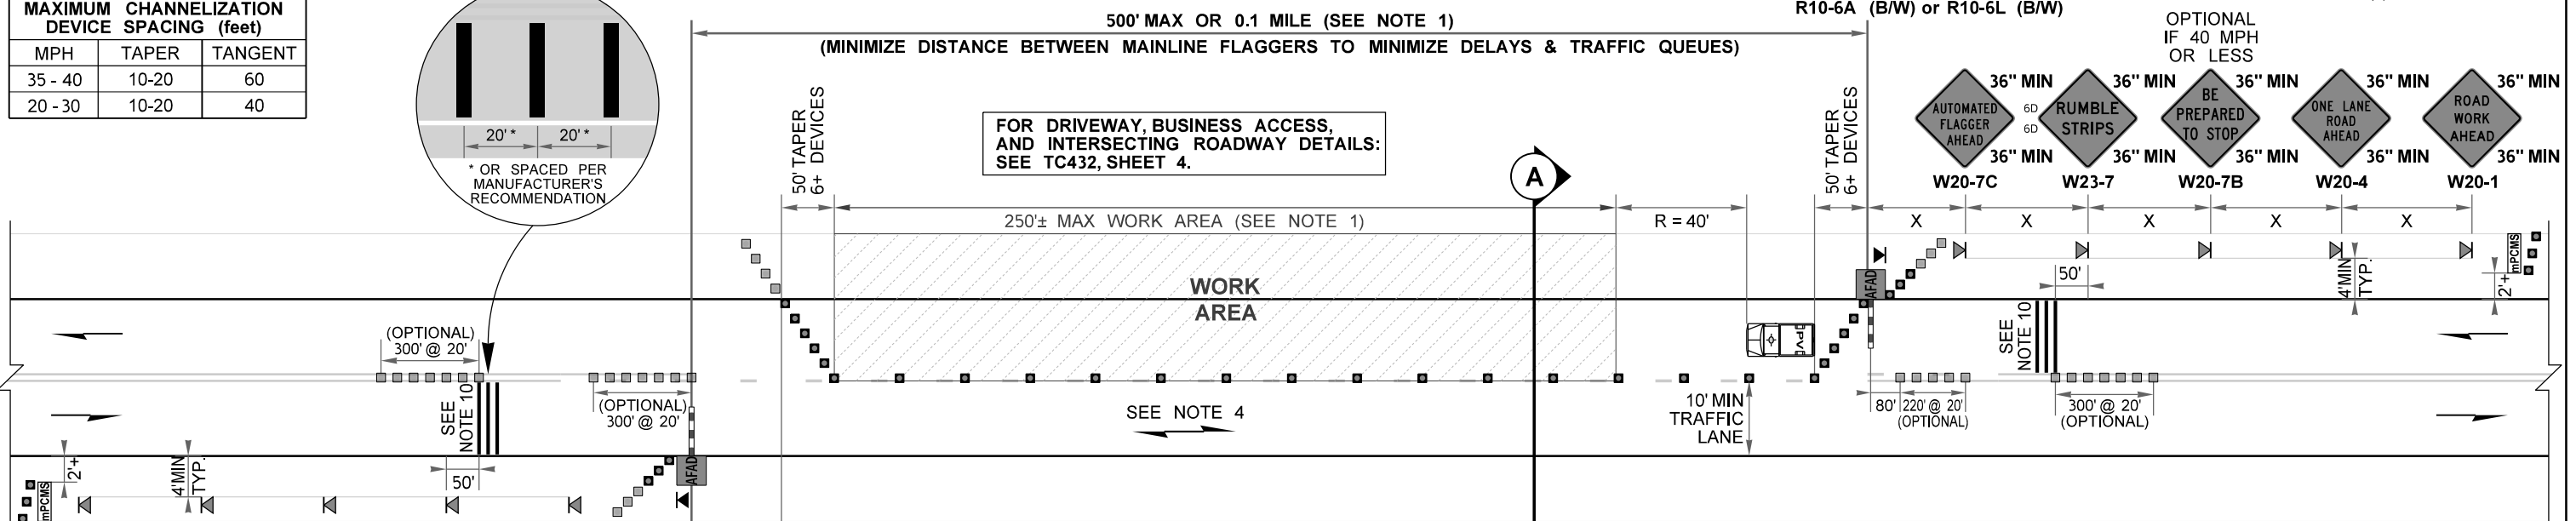 MAXIMUM CHANNELIZATION
DEVICE SPACING (feet)
MPH TAPER TANGENT
35 - 40 10-20 60
20 - 30 10-20 40
20' * 20' *
* OR SPACED PER
MANUFACTURER'S
RECOMMENDATION
500' MAX OR 0.1 MILE (SEE NOTE 1)
(MINIMIZE DISTANCE BETWEEN MAINLINE FLAGGERS TO MINIMIZE DELAYS & TRAFFIC QUEUES)
R10-6A (B/W) or R10-6L (B/W)
OPTIONAL
IF 40 MPH
OR LESS
50' TAPER
6+ DEVICES
FOR DRIVEWAY, BUSINESS ACCESS,
AND INTERSECTING ROADWAY DETAILS:
SEE TC432, SHEET 4.
A
50' TAPER
6+ DEVICES
36" MIN 36" MIN 36" MIN 36" MIN 36" MIN
AUTOMATED
FLAGGER
AHEAD
6D
6D
RUMBLE
STRIPS
BE
PREPARED
TO STOP
ONE LANE
ROAD
AHEAD
ROAD
WORK
AHEAD
36" MIN 36" MIN 36" MIN 36" MIN 36" MIN
W20-7C W23-7 W20-7B W20-4 W20-1
250'± MAX WORK AREA (SEE NOTE 1)
R = 40'
X X X X X
WORK
AREA
AFAD
50'
4'MIN
TYP.
2'+
mPCMS
PV
SEE
NOTE 10
(OPTIONAL)
300' @ 20'
SEE
NOTE 10
(OPTIONAL)
300' @ 20'
SEE NOTE 4
10' MIN
TRAFFIC
LANE
80' 220' @ 20'
(OPTIONAL)
300' @ 20'
(OPTIONAL)
2'+
4'MIN
TYP.
50'
AFAD
mPCMS